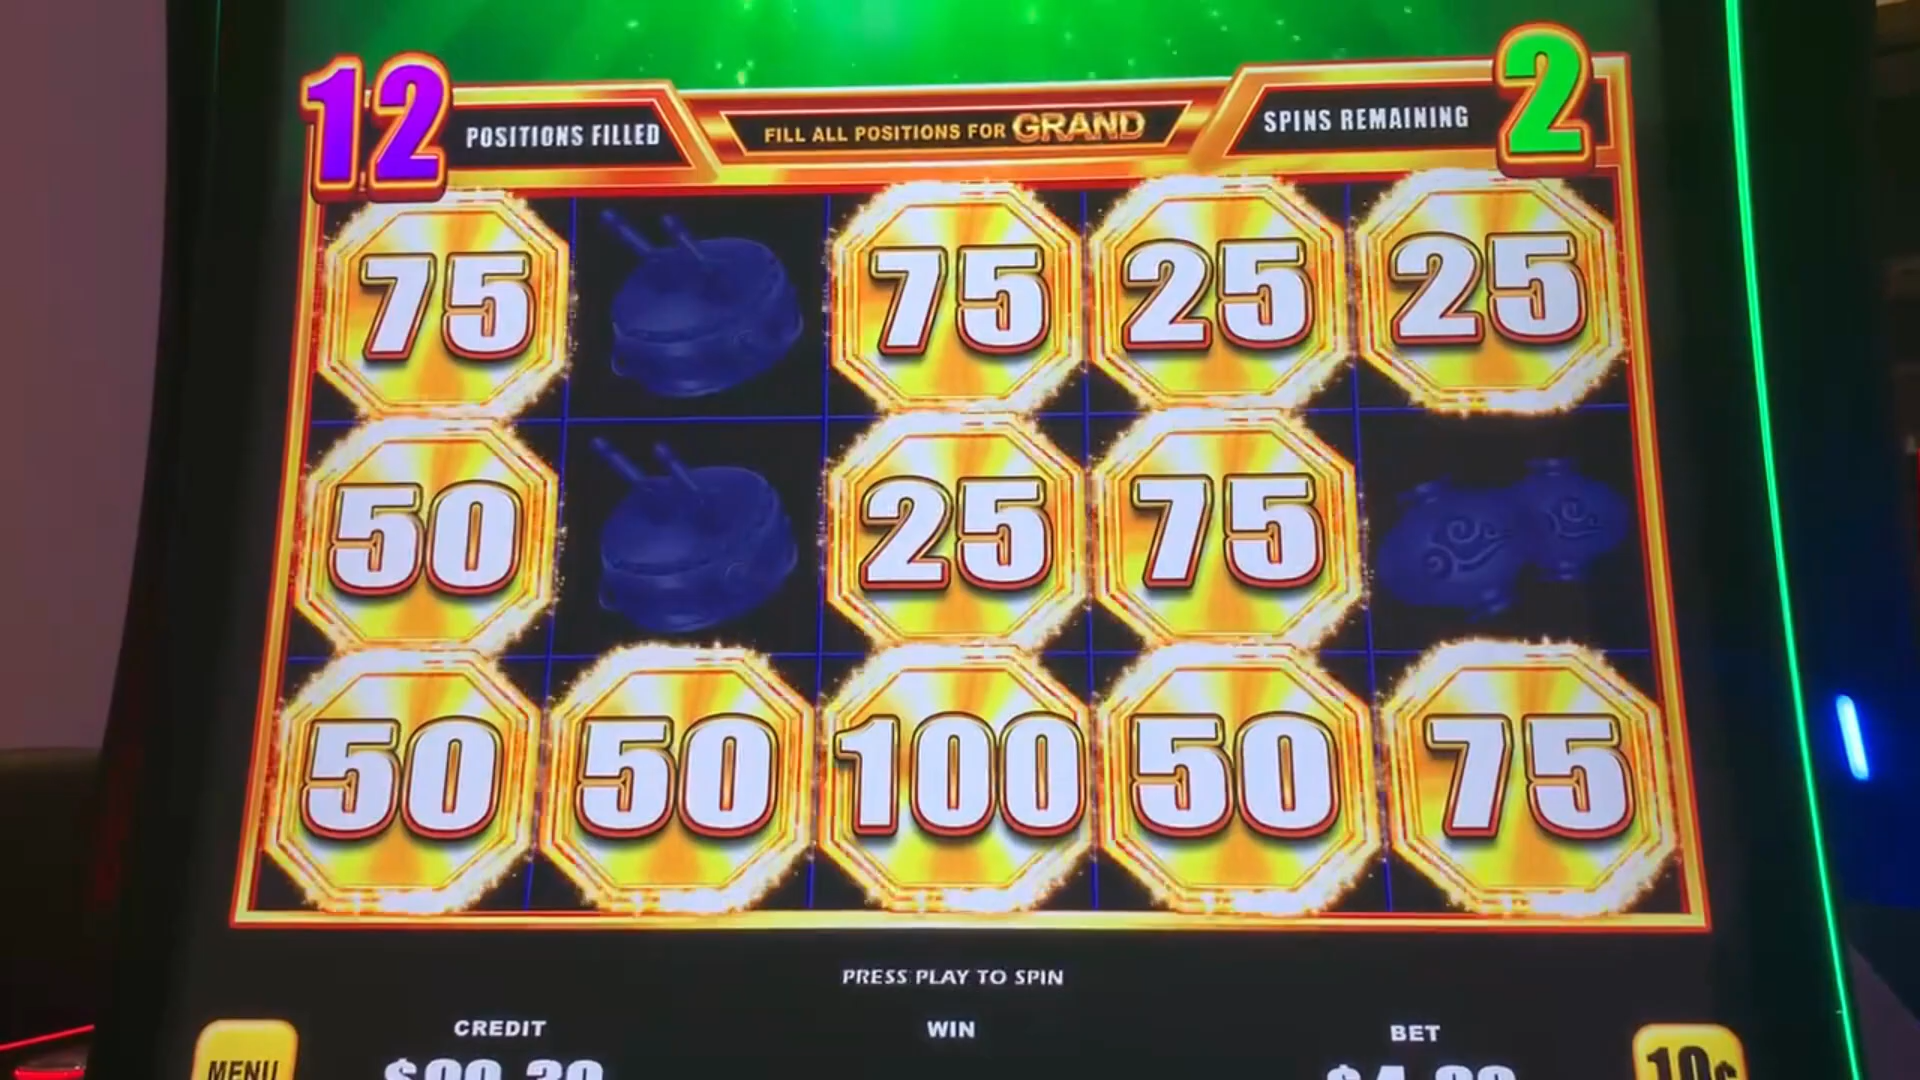 12 POSITIONS FILLED
FILL ALL POSITIONS FOR GRAND
SPINS REMAINING 2
75 75 25 25
50 25 75
50 50 100 50 75
PRESS PLAY TO SPIN
CREDIT WIN BET
MENU 10¢